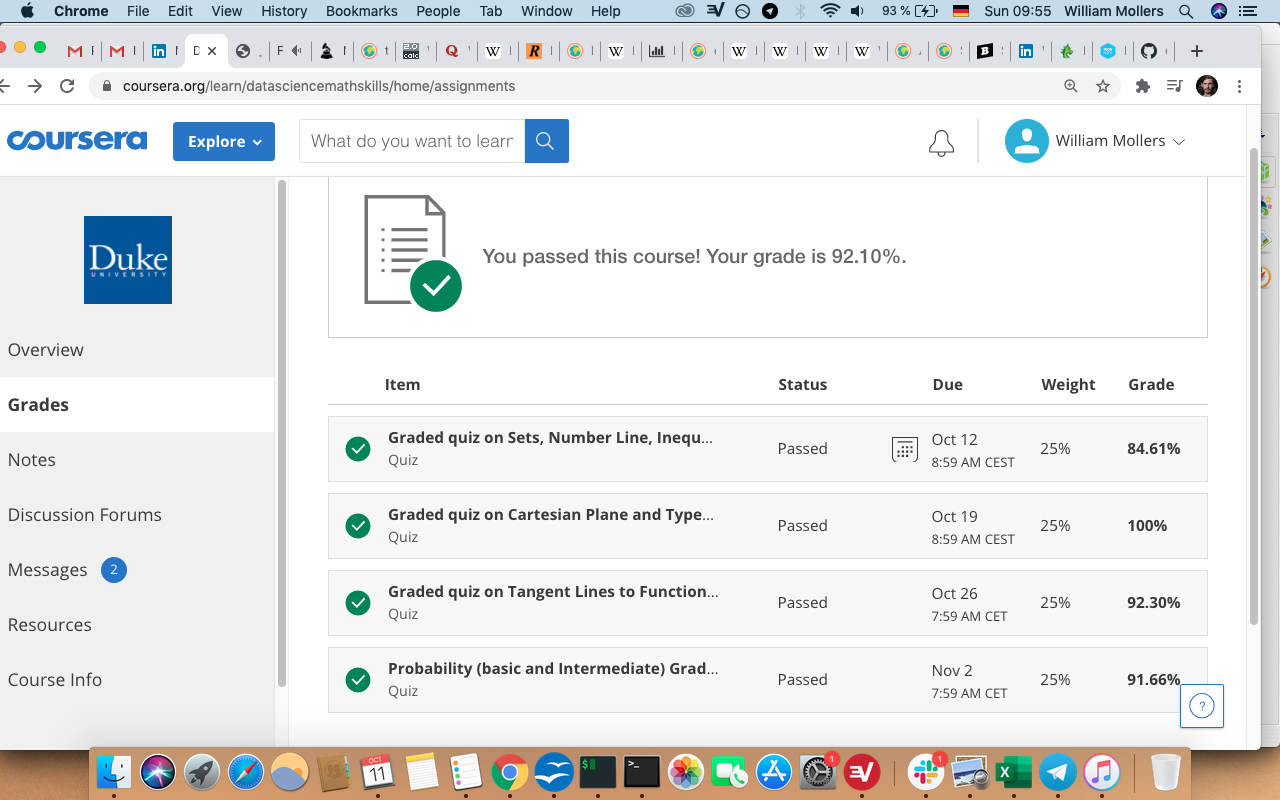 Chrome File Edit View History Bookmarks People Tab Window Help 93 % Sun 09:55 William Mollers
coursera.org/learn/datasciencemathskills/home/assignments
coursera Explore What do you want to learn William Mollers
Duke
UNIVERSITY
You passed this course! Your grade is 92.10%.
Overview
Grades
Notes
Discussion Forums
Messages 2
Resources
Course Info
Item Status Due Weight Grade
Graded quiz on Sets, Number Line, Inequ...
Quiz
Passed
Oct 12
8:59 AM CEST
25%
84.61%
Graded quiz on Cartesian Plane and Type...
Quiz
Passed
Oct 19
8:59 AM CEST
25%
100%
Graded quiz on Tangent Lines to Function...
Quiz
Passed
Oct 26
7:59 AM CET
25%
92.30%
Probability (basic and Intermediate) Grad...
Quiz
Passed
Nov 2
7:59 AM CET
25%
91.66%
?
OCT
11
1
1